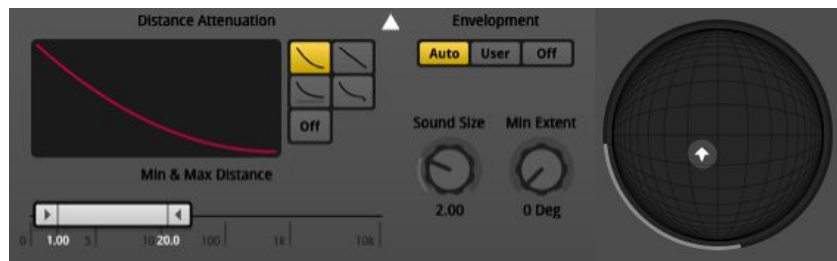 Distance Attenuation
Envelopment
Auto User Off
Off
Sound Size Min Extent
2.00 0 Deg
Min & Max Distance
0 1.00 5 10 20.0 100 1k 10k